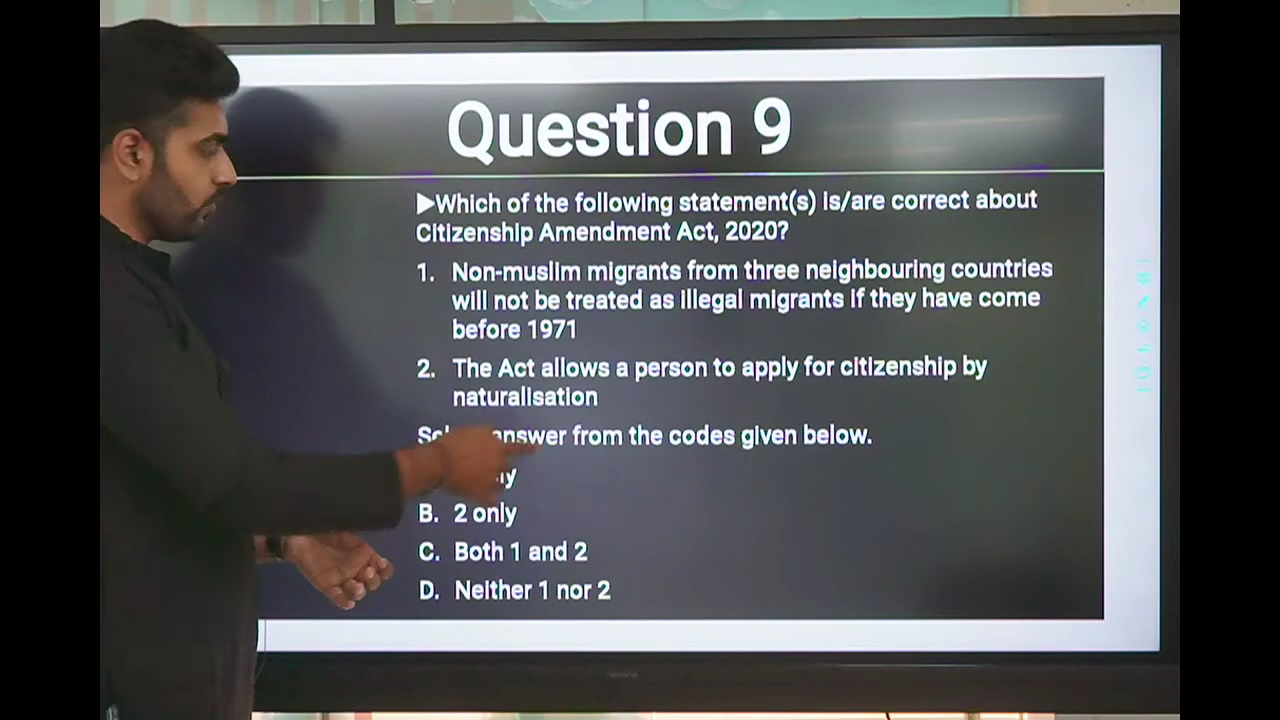 Question 9
▶Which of the following statement(s) is/are correct about
Citizenship Amendment Act, 2020?
1. Non-muslim migrants from three neighbouring countries
will not be treated as illegal migrants if they have come
before 1971
2. The Act allows a person to apply for citizenship by
naturalisation
answer from the codes given below.
B. 2 only
C. Both 1 and 2
D. Neither 1 nor 2